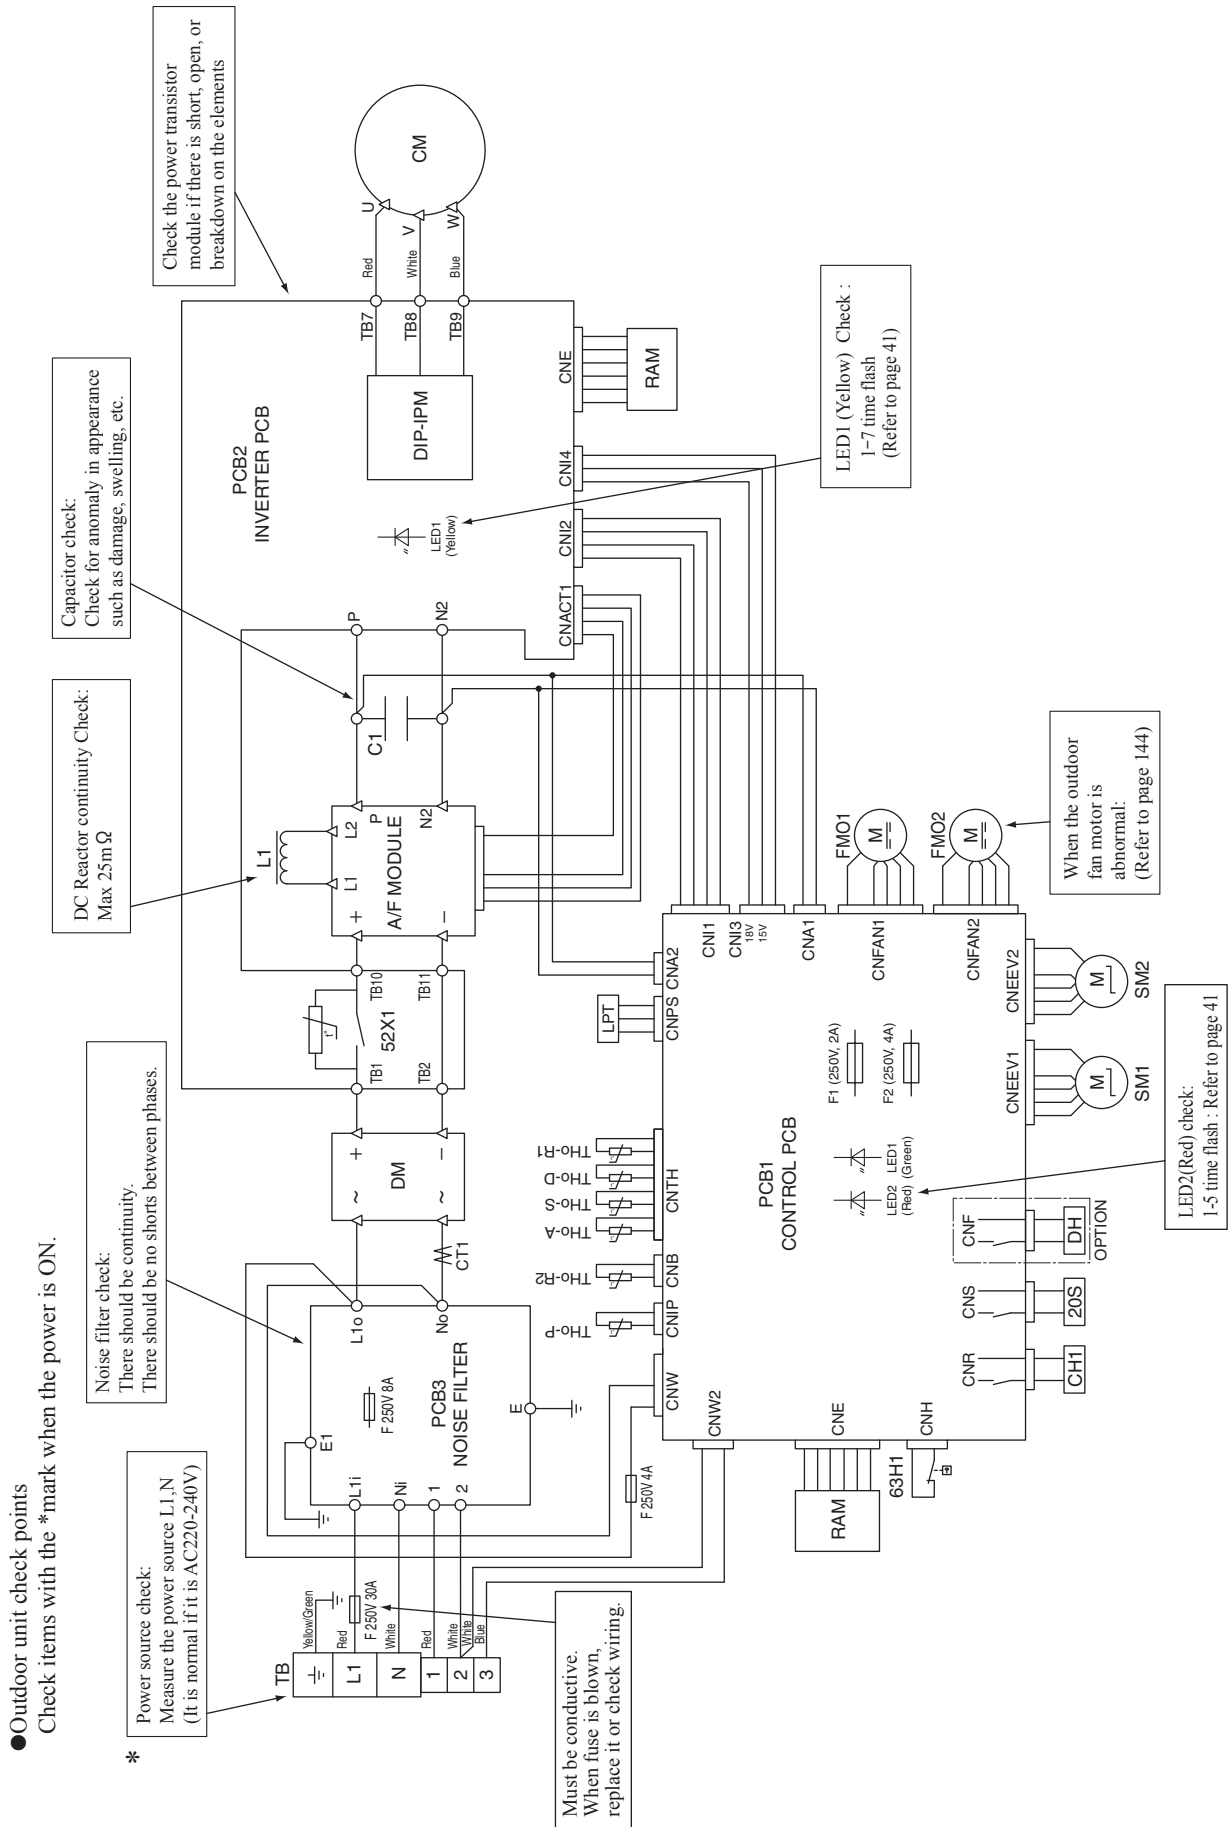 ●Outdoor unit check points
Check items with the *mark when the power is ON.
*
Power source check:
Measure the power source L1,N
(It is normal if it is AC220-240V)
Noise filter check:
There should be continuity.
There should be no shorts between phases.
DC Reactor continuity Check:
Max 25mΩ
Capacitor check:
Check for anomaly in appearance
such as damage, swelling, etc.
Check the power transistor
module if there is short, open, or
breakdown on the elements
TB
L1
N
1
2
3
Yellow/Green
Red
F 250V 30A
White
Red
White
White
Blue
Must be conductive.
When fuse is blown,
replace it or check wiring.
E1
L1i
Ni
1
2
F 250V 8A
PCB3
NOISE FILTER
E
L1o
No
CT1
~
~
DM
+
−
TB1
TB2
t°
52X1
TB10
TB11
L1
L1
L2
+
−
A/F MODULE
P
N2
C1
P
N2
PCB2
INVERTER PCB
LED1
(Yellow)
DIP-IPM
TB7
TB8
TB9
Red
White
Blue
U
V
W
CM
CNACT1
CNI2
CNI4
CNE
RAM
LED1 (Yellow) Check :
1-7 time flash
(Refer to page 41)
F 250V 4A
CNW2
CNW
CNIP
THo-P
CNB
THo-R2
CNTH
THo-A
THo-S
THo-D
THo-R1
CNPS
LPT
CNA2
PCB1
CONTROL PCB
LED2
(Red)
LED1
(Green)
F1 (250V, 2A)
F2 (250V, 4A)
CNI1
CNI3
18V
15V
CNA1
CNFAN1
FMO1
M
CNFAN2
FMO2
M
When the outdoor
fan motor is
abnormal:
(Refer to page 144)
CNE
RAM
CNH
63H1
P
CNR
CH1
CNS
20S
CNF
DH
OPTION
CNEEV1
M
SM1
CNEEV2
M
SM2
LED2(Red) check:
1-5 time flash : Refer to page 41